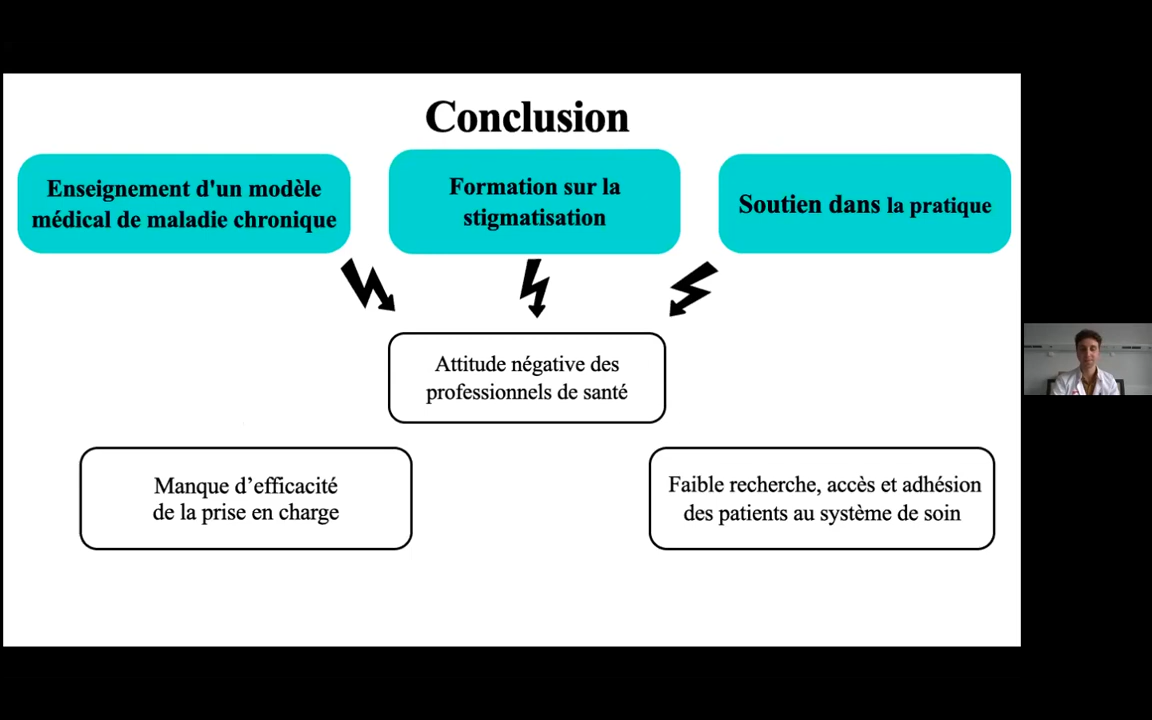 Conclusion
Enseignement d'un modèle
médical de maladie chronique
Formation sur la
stigmatisation
Soutien dans la pratique
Attitude négative des
professionnels de santé
Manque d’efficacité
de la prise en charge
Faible recherche, accès et adhésion
des patients au système de soin